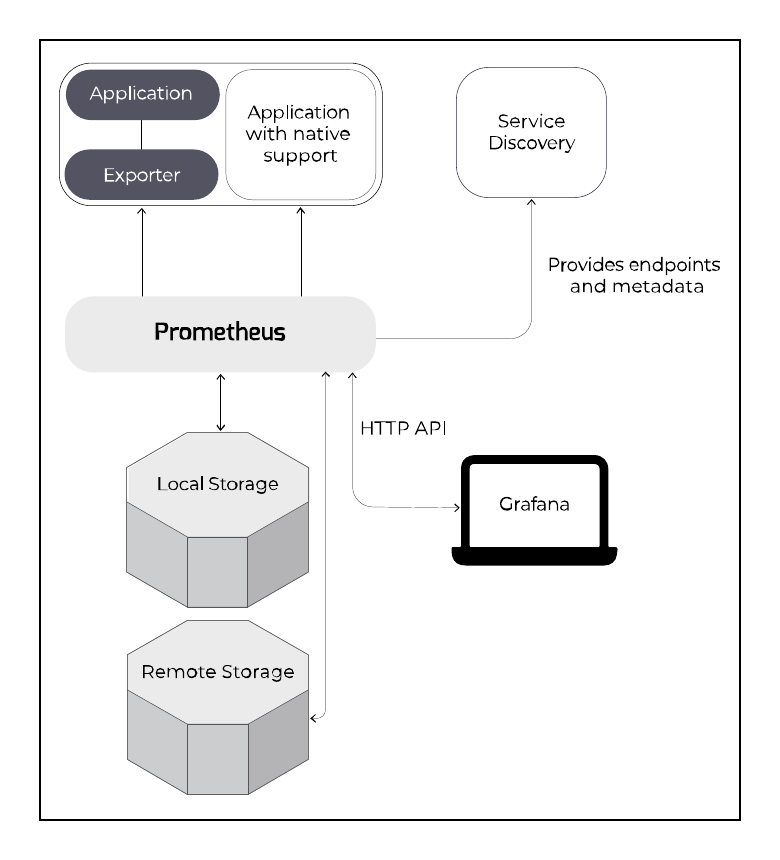 Application
Exporter
Application
with native
support
Service
Discovery
Provides endpoints
and metadata
Prometheus
HTTP API
Local Storage
Grafana
Remote Storage